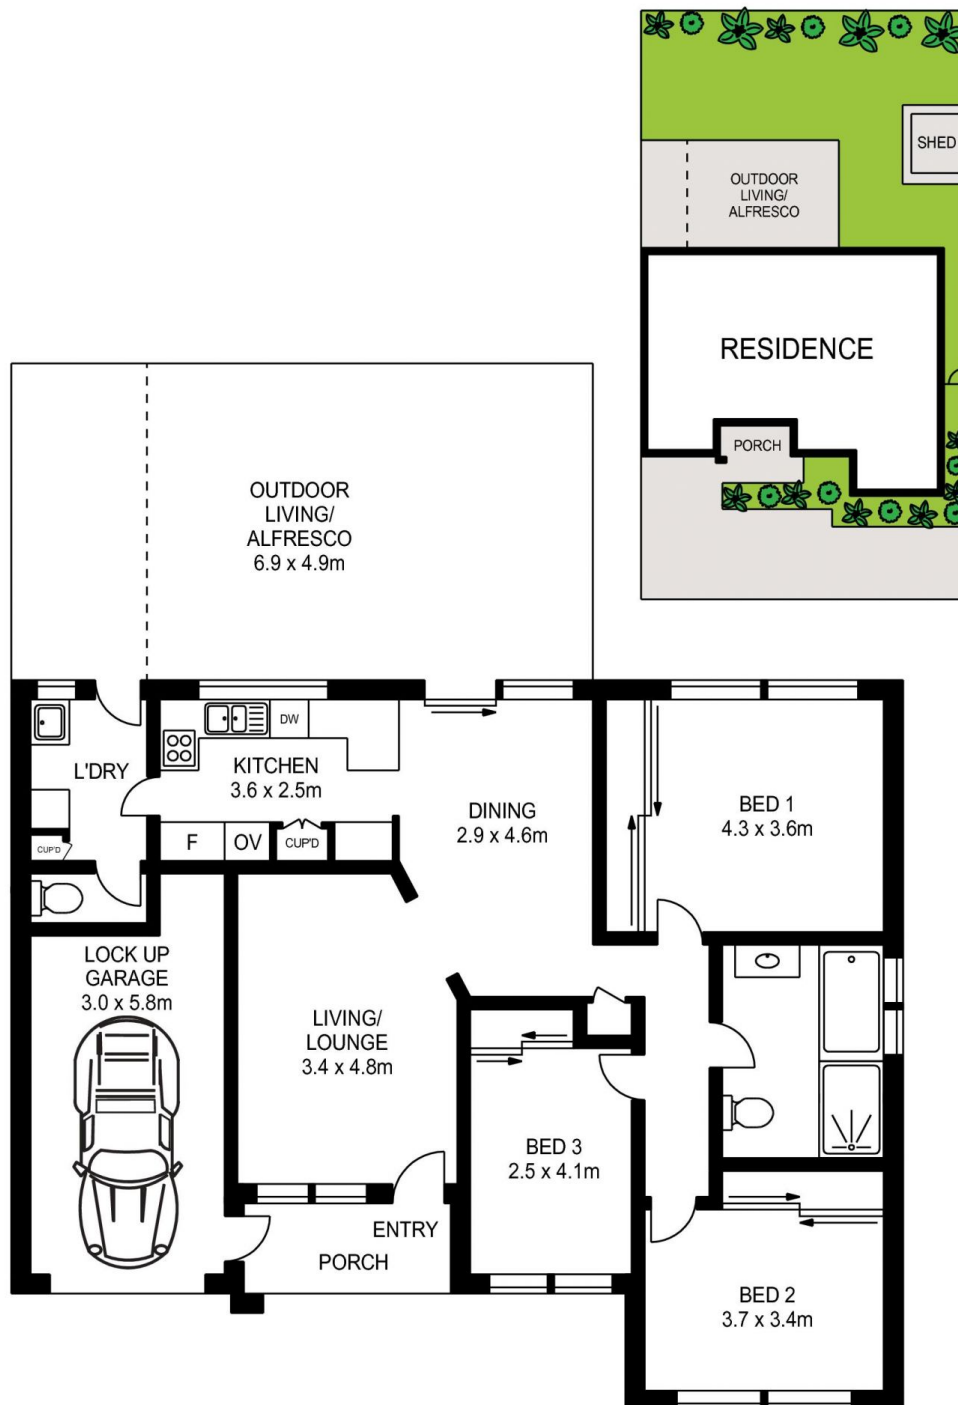 SHED
OUTDOOR
LIVING/
ALFRESCO
RESIDENCE
PORCH
OUTDOOR
LIVING/
ALFRESCO
6.9 x 4.9m
DW
L'DRY
KITCHEN
3.6 x 2.5m
DINING
2.9 x 4.6m
BED 1
4.3 x 3.6m
CUP'D
F
OV
CUP'D
LOCK UP
GARAGE
3.0 x 5.8m
LIVING/
LOUNGE
3.4 x 4.8m
BED 3
2.5 x 4.1m
ENTRY
PORCH
BED 2
3.7 x 3.4m